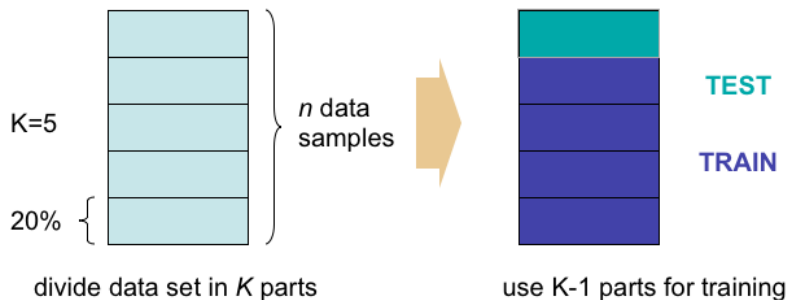 K=5
20%
n data
samples
divide data set in K parts
TEST
TRAIN
use K-1 parts for training